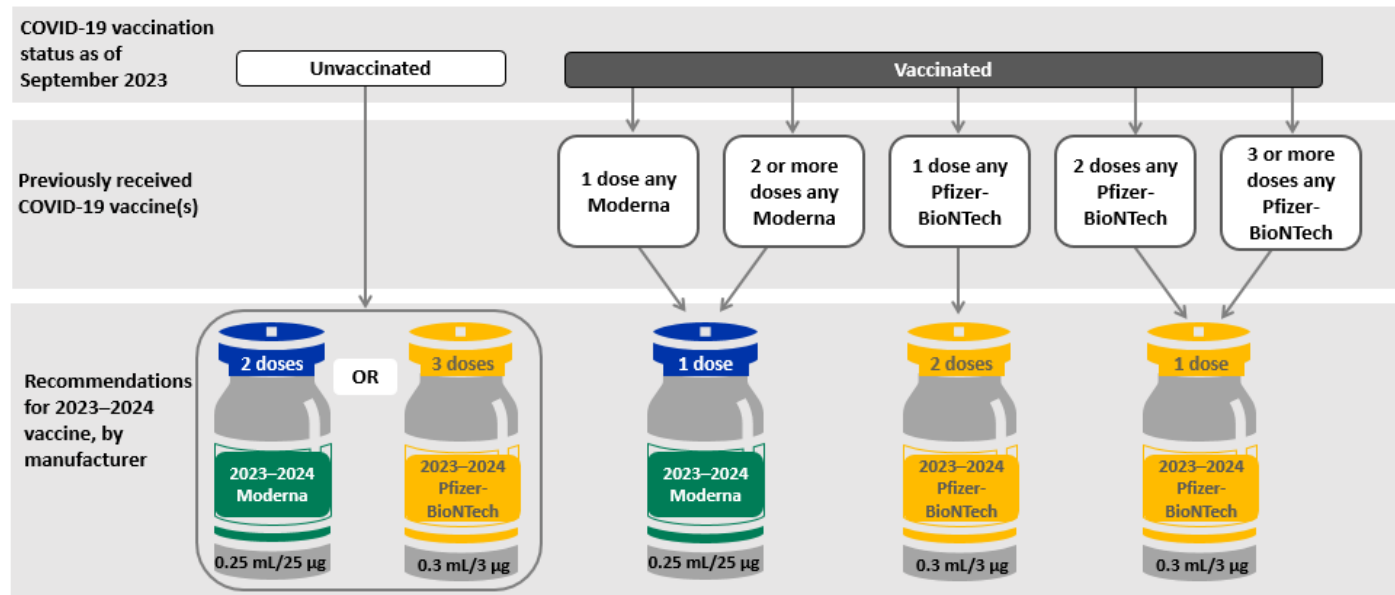 COVID-19 vaccination
status as of
September 2023
Unvaccinated
Vaccinated
Previously received
COVID-19 vaccine(s)
1 dose any
Moderna
2 or more
doses any
Moderna
1 dose any
Pfizer-
BioNTech
2 doses any
Pfizer-
BioNTech
3 or more
doses any
Pfizer-
BioNTech
Recommendations
for 2023–2024
vaccine, by
manufacturer
2 doses
2023–2024
Moderna
0.25 mL/25 µg
OR
3 doses
2023–2024
Pfizer-
BioNTech
0.3 mL/3 µg
1 dose
2023–2024
Moderna
0.25 mL/25 µg
2 doses
2023–2024
Pfizer-
BioNTech
0.3 mL/3 µg
1 dose
2023–2024
Pfizer-
BioNTech
0.3 mL/3 µg